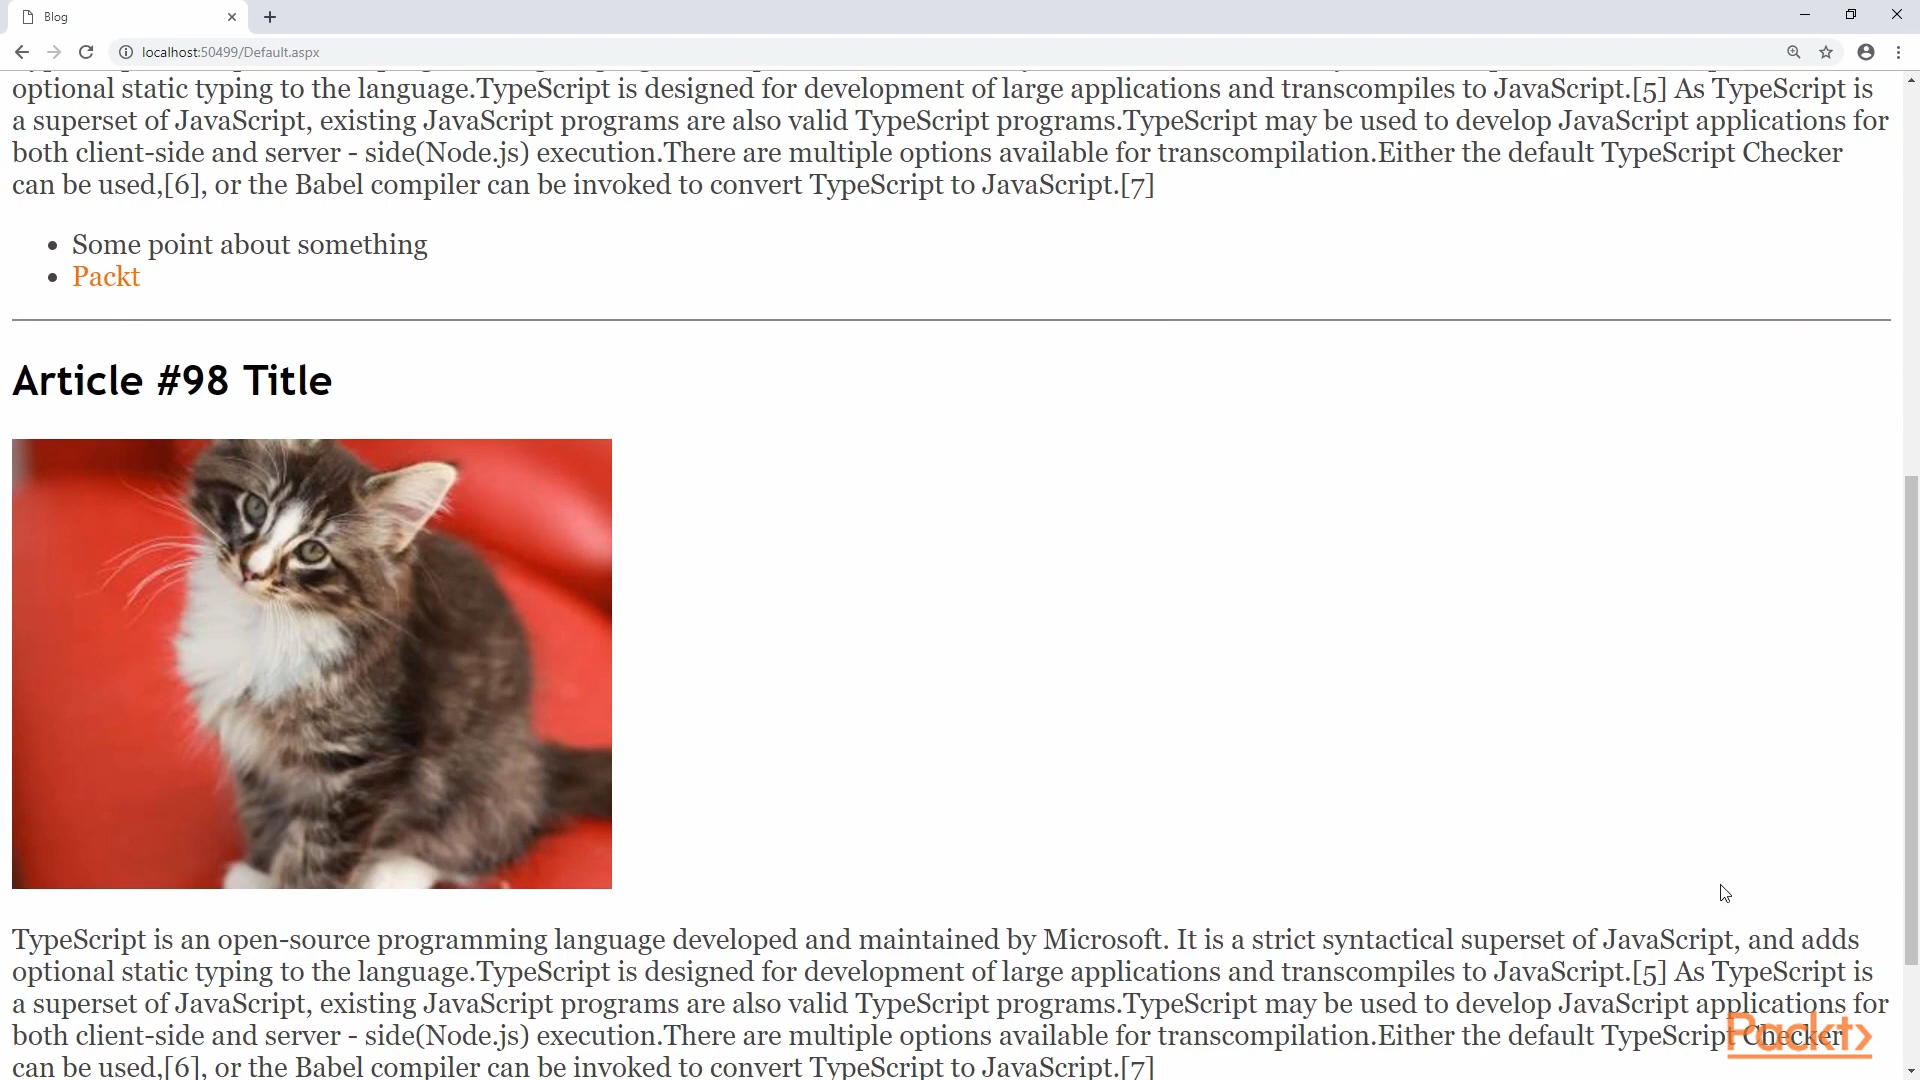 Blog
localhost:50499/Default.aspx
optional static typing to the language.TypeScript is designed for development of large applications and transcompiles to JavaScript.[5] As TypeScript is
a superset of JavaScript, existing JavaScript programs are also valid TypeScript programs.TypeScript may be used to develop JavaScript applications for
both client-side and server - side(Node.js) execution.There are multiple options available for transcompilation.Either the default TypeScript Checker
can be used,[6], or the Babel compiler can be invoked to convert TypeScript to JavaScript.[7]
• Some point about something
• Packt
Article #98 Title
TypeScript is an open-source programming language developed and maintained by Microsoft. It is a strict syntactical superset of JavaScript, and adds
optional static typing to the language.TypeScript is designed for development of large applications and transcompiles to JavaScript.[5] As TypeScript is
a superset of JavaScript, existing JavaScript programs are also valid TypeScript programs.TypeScript may be used to develop JavaScript applications for
both client-side and server - side(Node.js) execution.There are multiple options available for transcompilation.Either the default TypeScript Checker
can be used,[6], or the Babel compiler can be invoked to convert TypeScript to JavaScript.[7]
Packt>